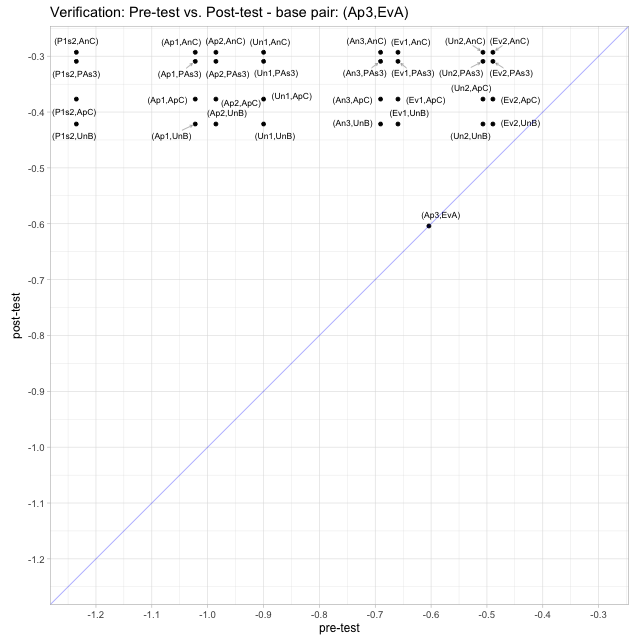 Verification: Pre-test vs. Post-test - base pair: (Ap3,EvA)
(P1s2,AnC) (Ap1,AnC) (Ap2,AnC) (Un1,AnC) (An3,AnC) (Ev1,AnC) (Un2,AnC) (Ev2,AnC)
-0.3
(P1s2,PAs3) (Ap1,PAs3) (Ap2,PAs3) (Un1,PAs3) (An3,PAs3) (Ev1,PAs3) (Un2,PAs3) (Ev2,PAs3)
(Un2,ApC)
(Ap1,ApC) (Ap2,ApC) (Un1,ApC) (An3,ApC) (Ev1,ApC) (Ev2,ApC)
-0.4
(P1s2,ApC) (Ap2,UnB) (Ev1,UnB)
(An3,UnB) (Ev2,UnB)
(P1s2,UnB) (Ap1,UnB) (Un1,UnB) (Un2,UnB)
-0.5
(Ap3,EvA)
-0.6
-0.7
post-test
-0.8
-0.9
-1.0
-1.1
-1.2
-1.2 -1.1 -1.0 -0.9 -0.8 -0.7 -0.6 -0.5 -0.4 -0.3
pre-test